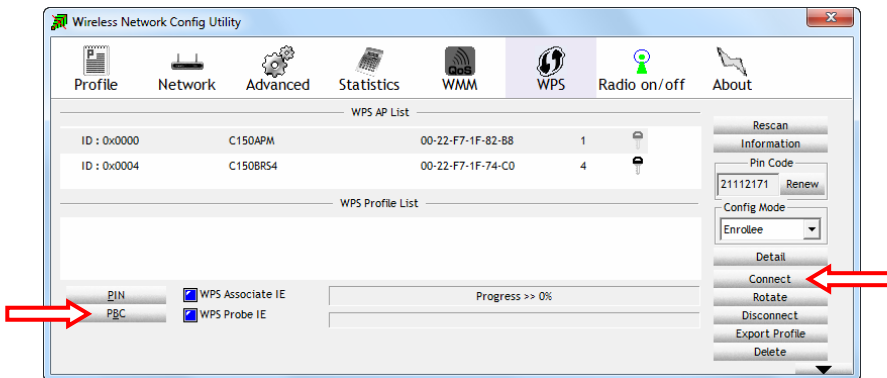 Wireless Network Config Utility
Profile Network Advanced Statistics QoS WMM WPS Radio on/off About
WPS AP List
ID : 0x0000 C150APM 00-22-F7-1F-82-B8 1
ID : 0x0004 C150BRS4 00-22-F7-1F-74-C0 4
WPS Profile List
Rescan
Information
Pin Code
21112171 Renew
Config Mode
Enrollee
Detail
Connect
Rotate
Disconnect
Export Profile
Delete
PIN WPS Associate IE Progress >> 0%
PBC WPS Probe IE